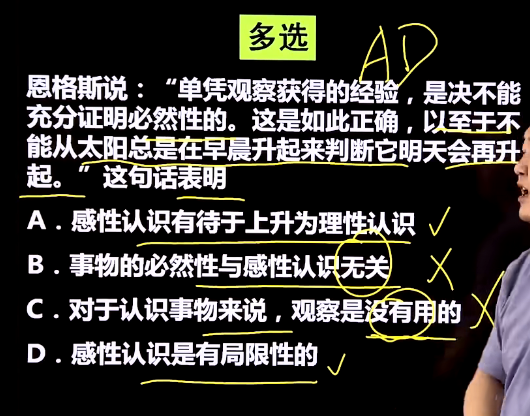 多选
AD
恩格斯说：“单凭观察获得的经验，是决不能
充分证明必然性的。这是如此正确，以至于不
能从太阳总是在早晨升起来判断它明天会再升
起。”这句话表明
A．感性认识有待于上升为理性认识 ✓
B．事物的必然性与感性认识无关 ✗
C．对于认识事物来说，观察是没有用的 ✗
D．感性认识是有局限性的 ✓